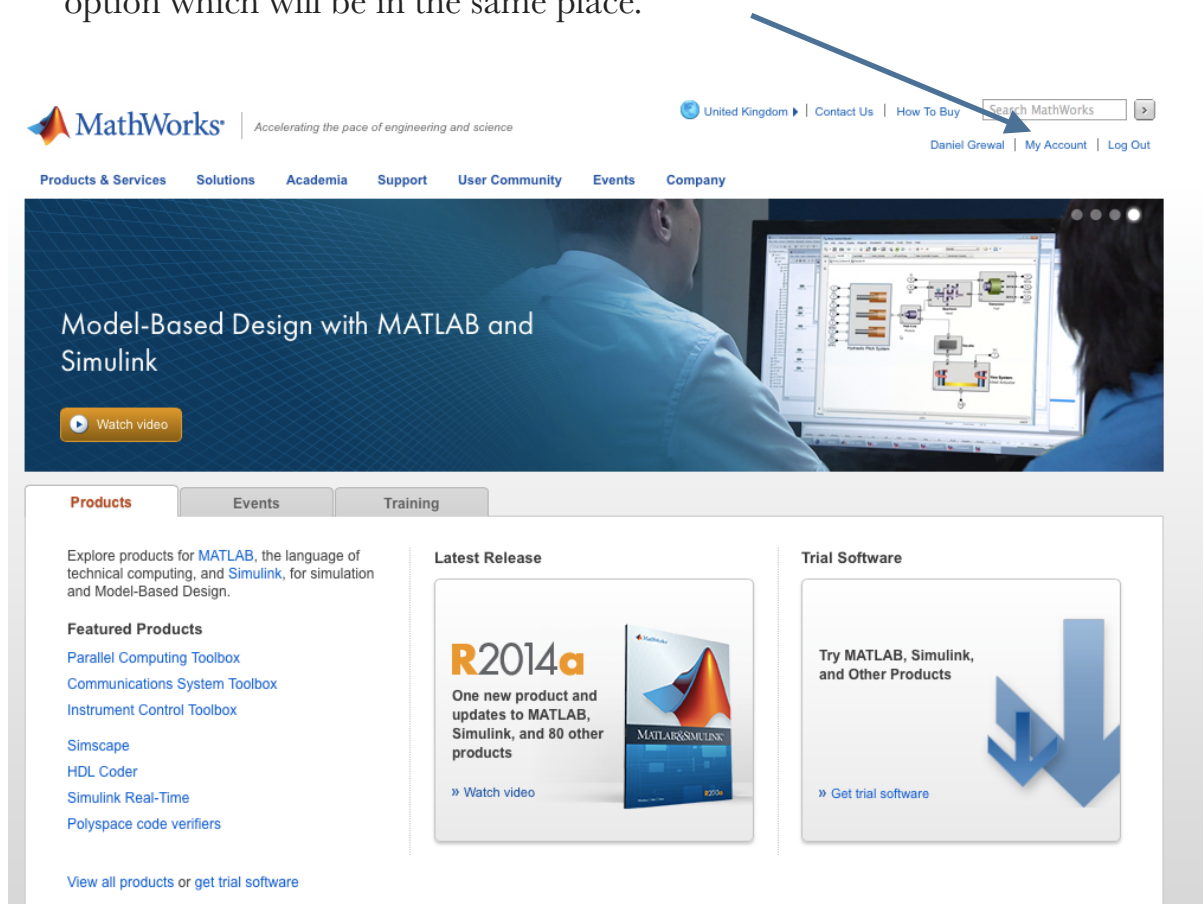 option which will be in the same place.
MathWorks®
Accelerating the pace of engineering and science
United Kingdom | Contact Us | How To Buy
Search MathWorks
Daniel Grewal | My Account | Log Out
Products & Services Solutions Academia Support User Community Events Company
Model-Based Design with MATLAB and
Simulink
Watch video
Products Events Training
Explore products for MATLAB, the language of
technical computing, and Simulink, for simulation
and Model-Based Design.
Featured Products
Parallel Computing Toolbox
Communications System Toolbox
Instrument Control Toolbox
Simscape
HDL Coder
Simulink Real-Time
Polyspace code verifiers
View all products or get trial software
Latest Release
R2014a
One new product and
updates to MATLAB,
Simulink, and 80 other
products
» Watch video
MATLAB&SIMULINK
R2014a
Trial Software
Try MATLAB, Simulink,
and Other Products
» Get trial software